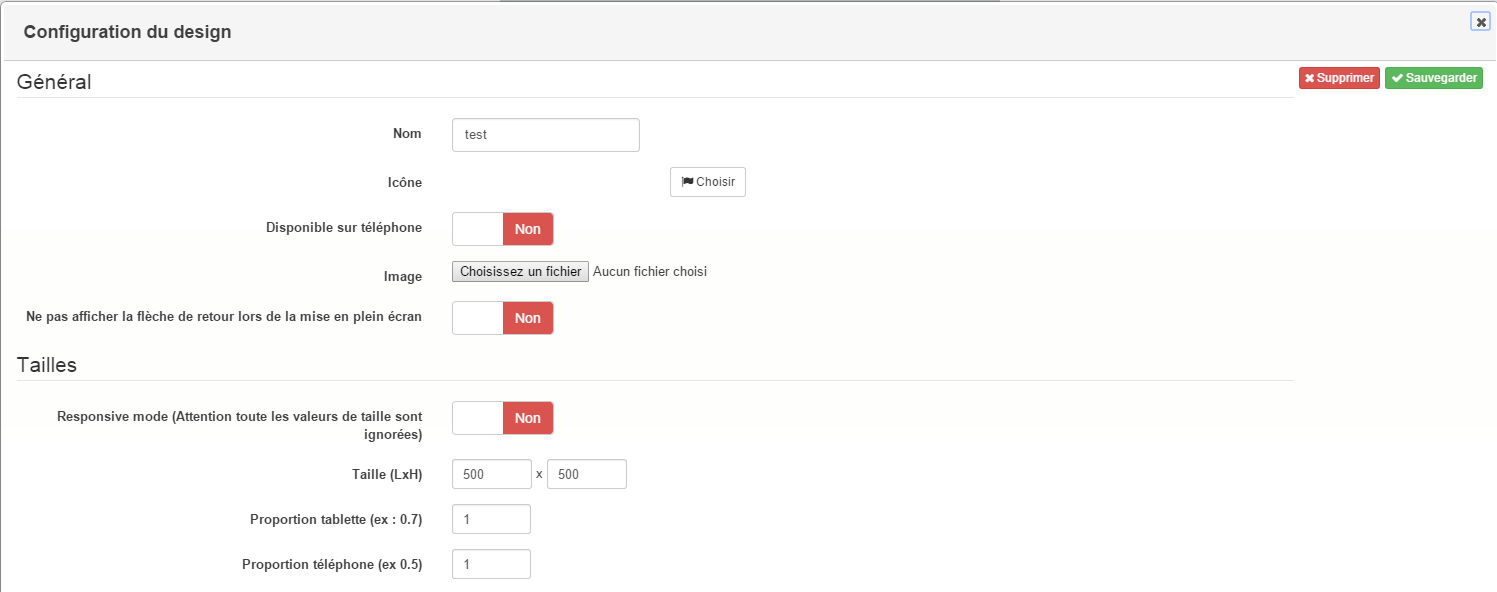 Configuration du design
Général
Supprimer Sauvegarder
Nom test
Icône Choisir
Disponible sur téléphone Non
Image Choisissez un fichier Aucun fichier choisi
Ne pas afficher la flèche de retour lors de la mise en plein écran Non
Tailles
Responsive mode (Attention toute les valeurs de taille sont
ignorées) Non
Taille (LxH) 500 x 500
Proportion tablette (ex : 0.7) 1
Proportion téléphone (ex 0.5) 1